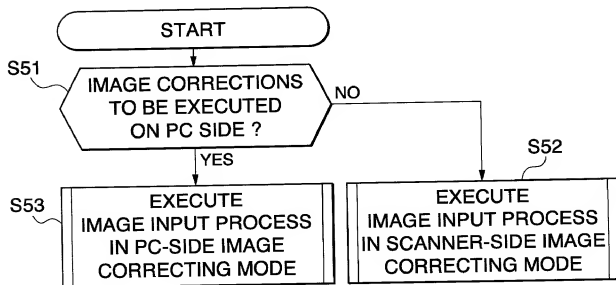 START
S51
IMAGE CORRECTIONS
TO BE EXECUTED
ON PC SIDE ?
NO
YES
S52
S53
EXECUTE
IMAGE INPUT PROCESS
IN PC-SIDE IMAGE
CORRECTING MODE
EXECUTE
IMAGE INPUT PROCESS
IN SCANNER-SIDE IMAGE
CORRECTING MODE